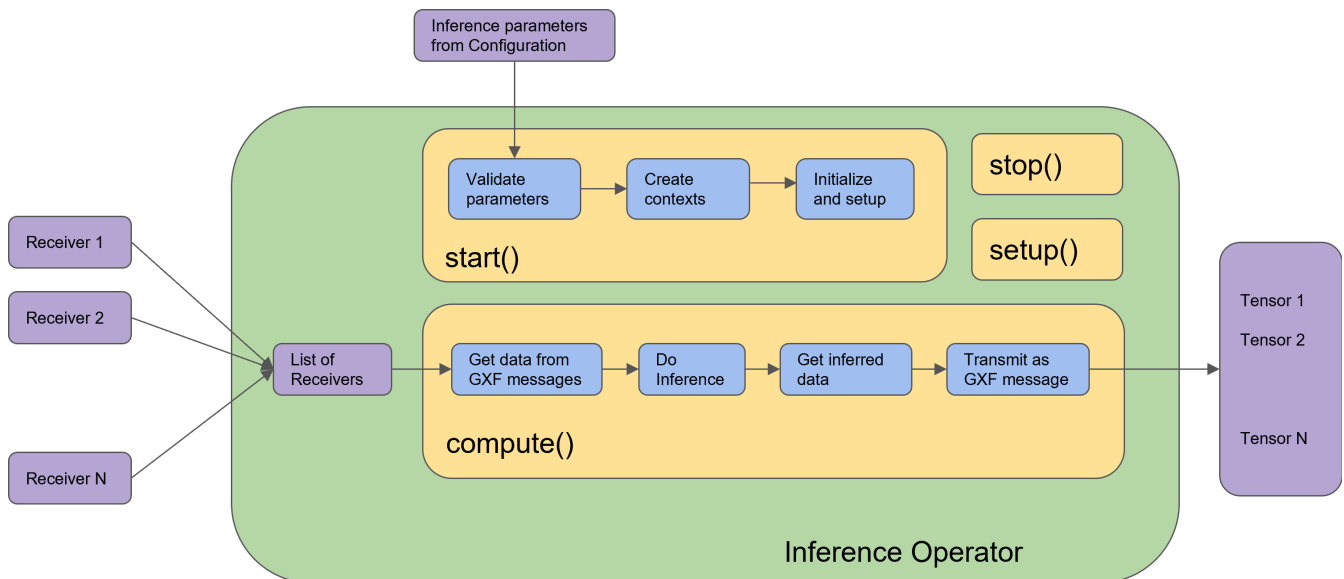 Inference parameters
from Configuration
Validate
parameters
Create
contexts
Initialize
and setup
start()
stop()
setup()
Receiver 1
Receiver 2
Receiver N
List of
Receivers
Get data from
GXF messages
Do
Inference
Get inferred
data
Transmit as
GXF message
compute()
Tensor 1
Tensor 2
Tensor N
Inference Operator